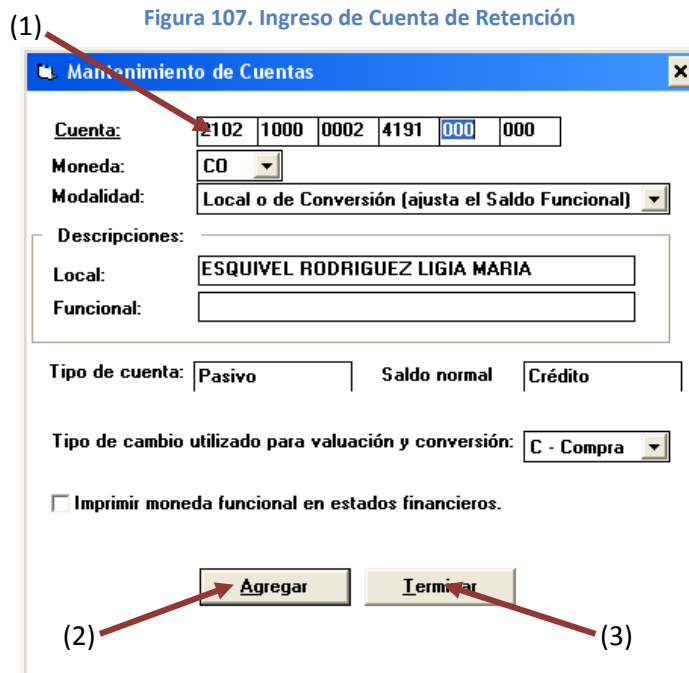 Figura 107. Ingreso de Cuenta de Retención
(1)
Mantenimiento de Cuentas
Cuenta: 2102 1000 0002 4191 000 000
Moneda: CO
Modalidad: Local o de Conversión (ajusta el Saldo Funcional)
Descripciones:
Local: ESQUIVEL RODRIGUEZ LIGIA MARIA
Funcional:
Tipo de cuenta: Pasivo Saldo normal Crédito
Tipo de cambio utilizado para valuación y conversión: C - Compra
Imprimir moneda funcional en estados financieros.
Agregar Terminar
(2) (3)